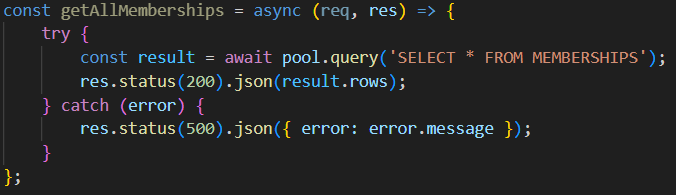 const getAllMemberships = async (req, res) => {
    try {
        const result = await pool.query('SELECT * FROM MEMBERSHIPS');
        res.status(200).json(result.rows);
    } catch (error) {
        res.status(500).json({ error: error.message });
    }
};